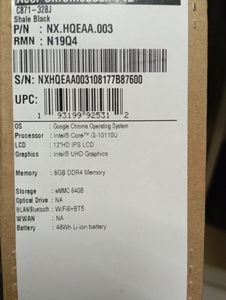 C871-328J
Shale Black
P/N : NX.HQEAA.003
RMN : N19Q4
S/N: NXHQEAA003108177B87600
UPC:
1 93199 92531 2
OS : Google Chrome Operating System
Processor : Intel® Core™ i3-10110U
LCD : 12"HD IPS LCD
Graphics : Intel® UHD Graphics
Memory : 8GB DDR4 Memory
Storage : eMMC 64GB
Optical Drive : NA
WLAN/Bluetooth : WiFi6+BT5
WWAN : NA
Battery : 48Wh Li-ion battery